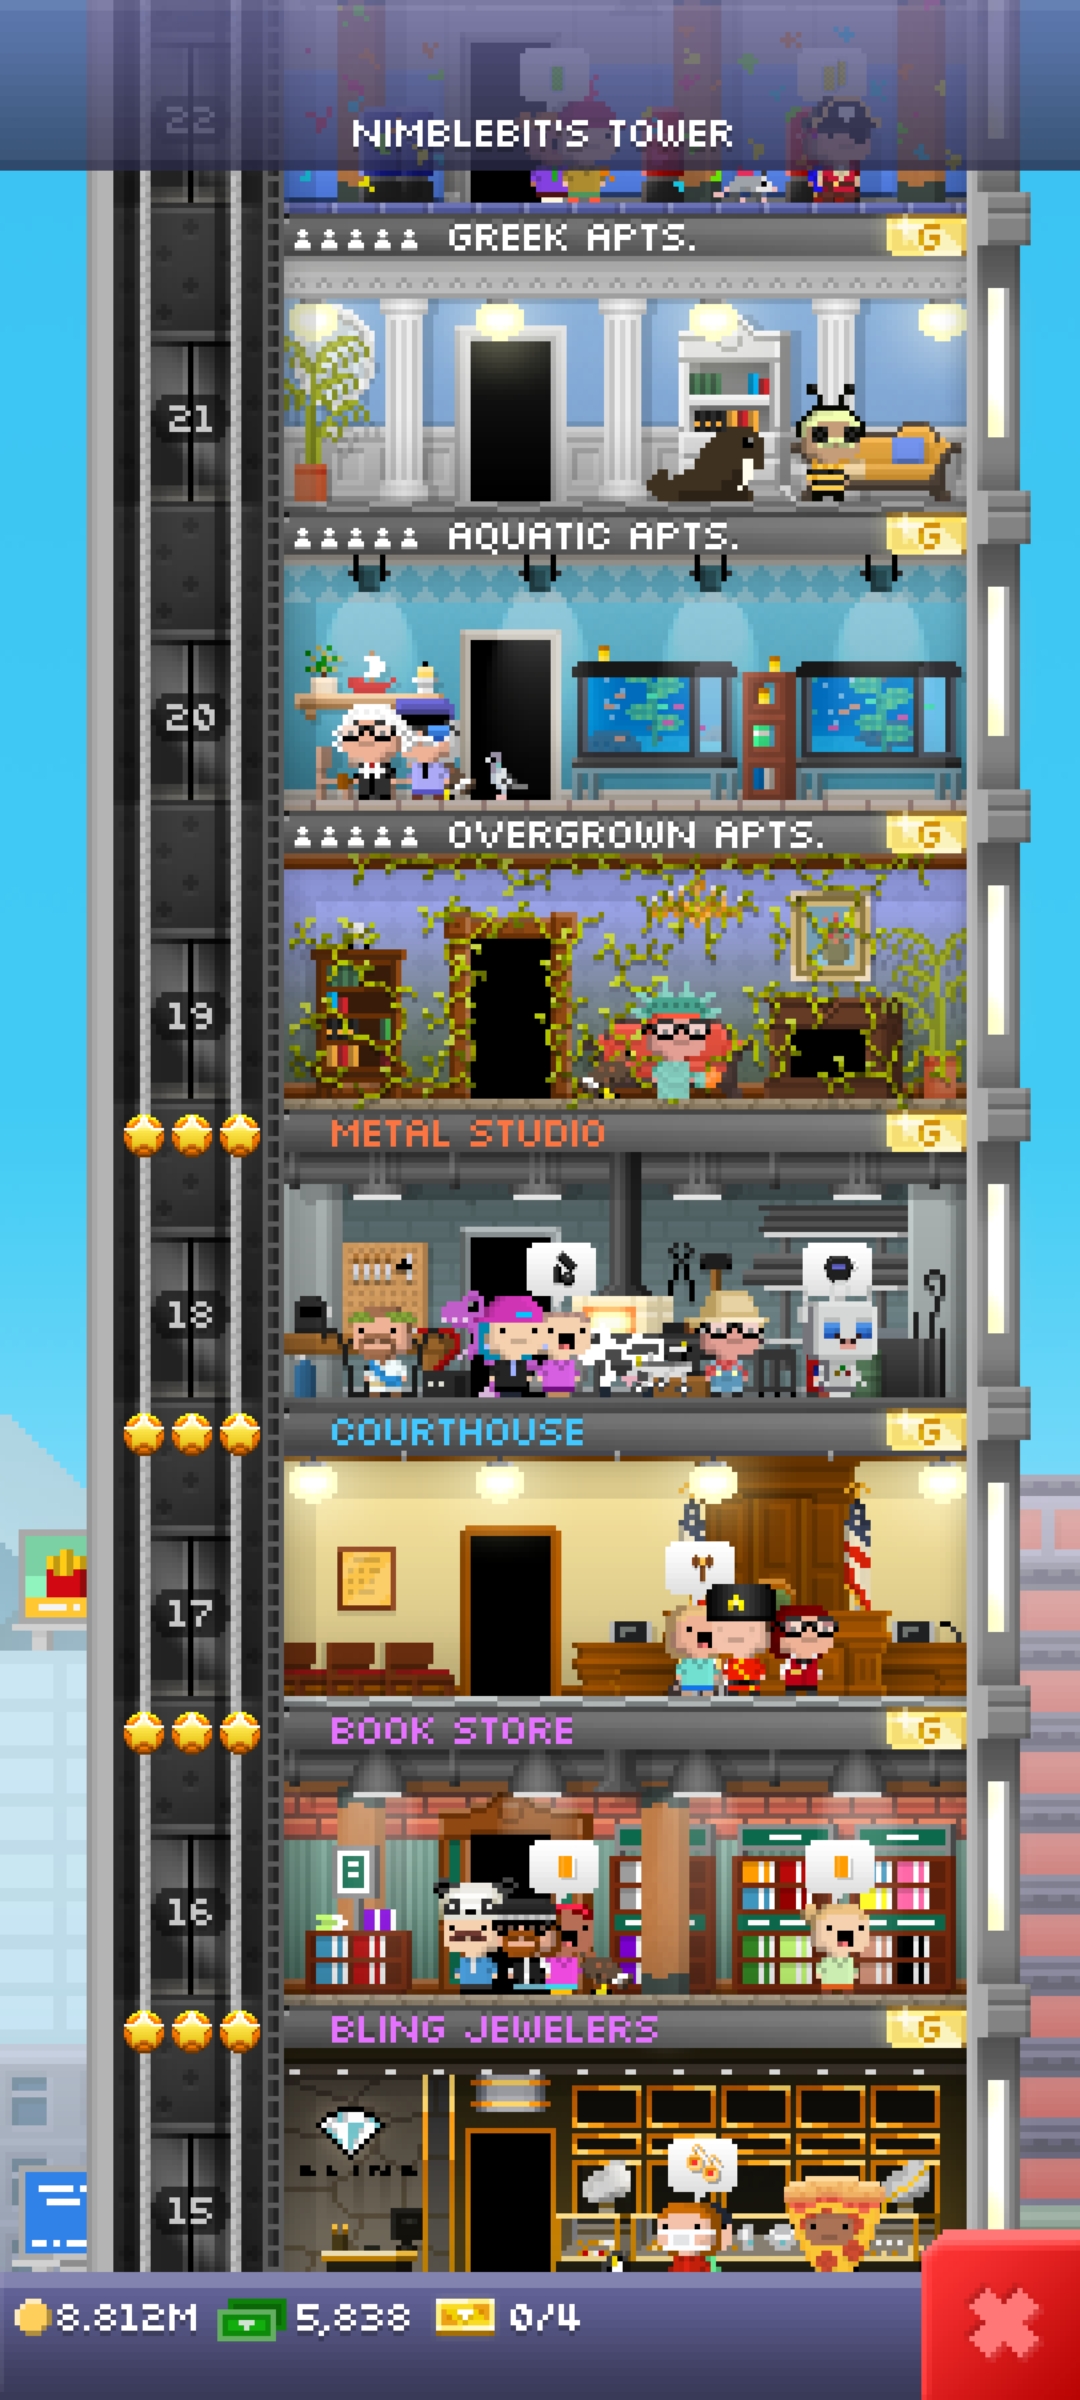 22
NIMBLEBIT'S TOWER
GREEK APTS. G
21
AQUATIC APTS. G
20
OVERGROWN APTS. G
19
METAL STUDIO G
18
COURTHOUSE G
17
BOOK STORE G
16
BLING JEWELERS G
BLING
15
8.812M 5,838 0/4